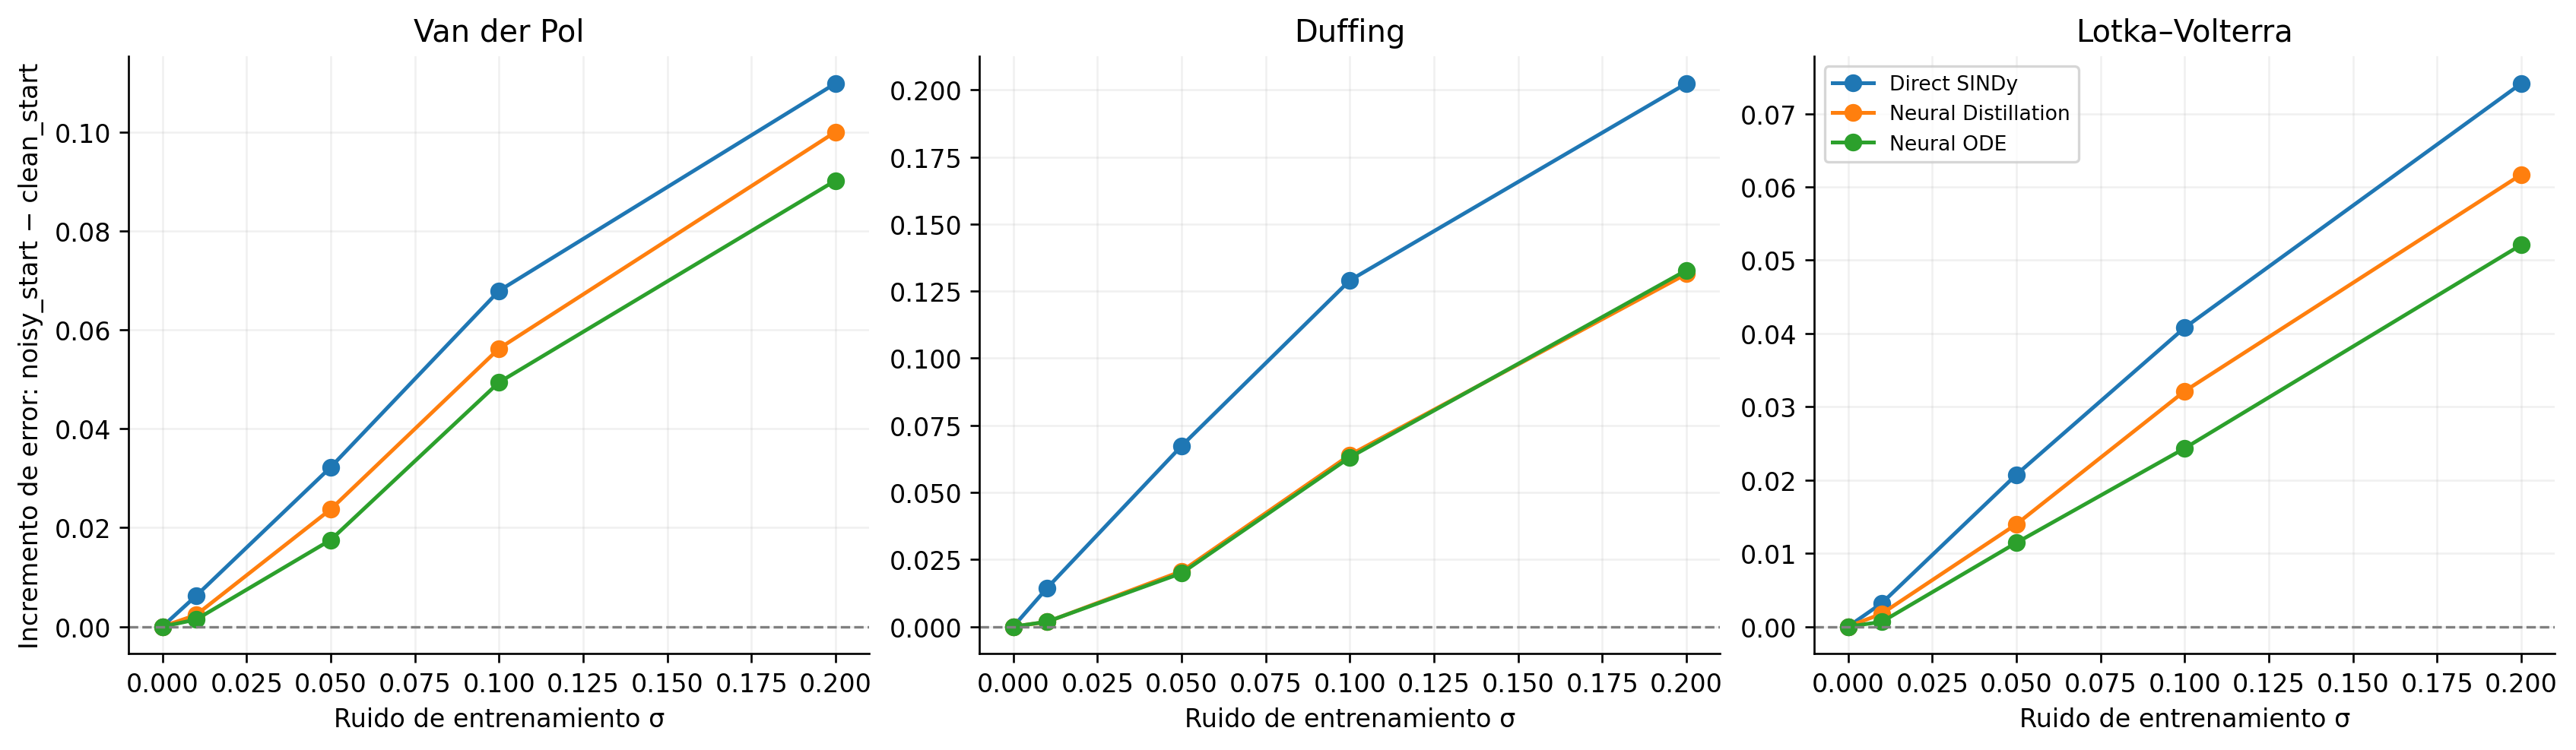 Van der Pol
Incremento de error: noisy_start − clean_start
0.10
0.08
0.06
0.04
0.02
0.00
0.000 0.025 0.050 0.075 0.100 0.125 0.150 0.175 0.200
Ruido de entrenamiento σ
Duffing
0.200
0.175
0.150
0.125
0.100
0.075
0.050
0.025
0.000
0.000 0.025 0.050 0.075 0.100 0.125 0.150 0.175 0.200
Ruido de entrenamiento σ
Lotka–Volterra
Direct SINDy
Neural Distillation
Neural ODE
0.07
0.06
0.05
0.04
0.03
0.02
0.01
0.00
0.000 0.025 0.050 0.075 0.100 0.125 0.150 0.175 0.200
Ruido de entrenamiento σ